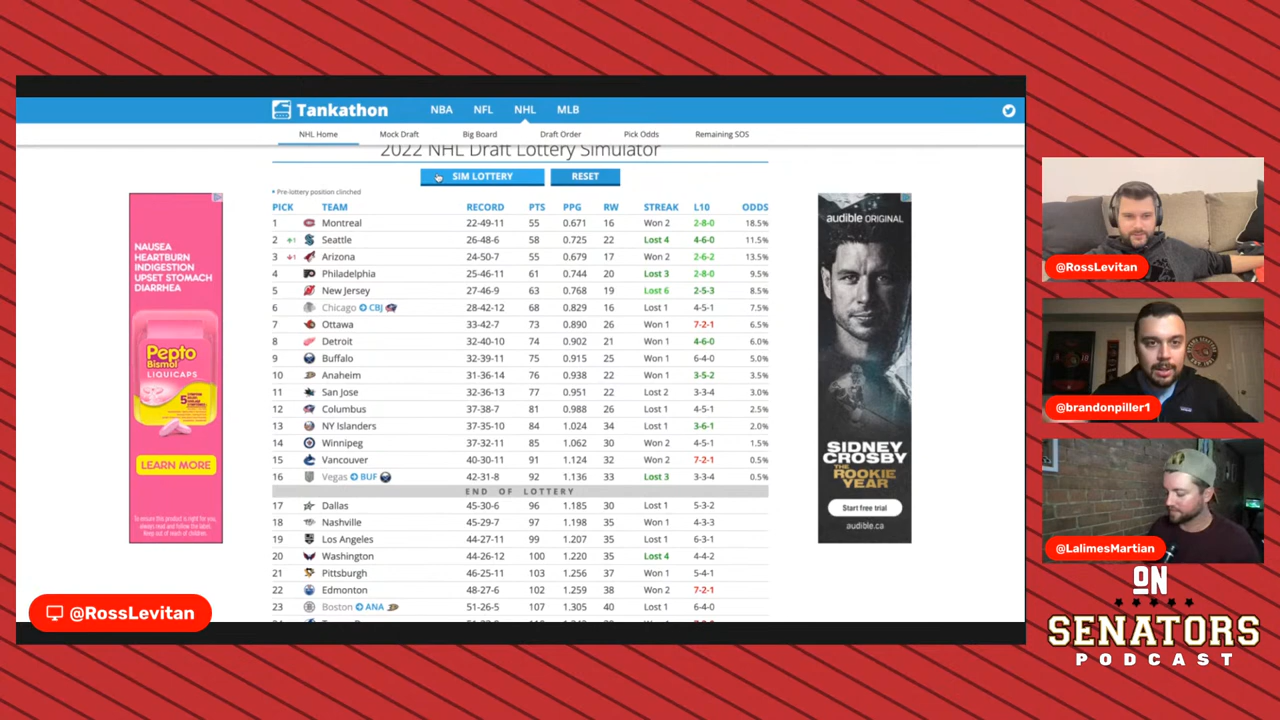 Tankathon
NBA NFL NHL MLB
NHL Home Mock Draft Big Board Draft Order Pick Odds Remaining SOS
2022 NHL Draft Lottery Simulator
SIM LOTTERY RESET
Pre-lottery position clinched
PICK TEAM RECORD PTS PPG RW STREAK L10 ODDS
1 Montreal 22-49-11 55 0.671 16 Won 2 2-8-0 18.5%
2 ↑1 Seattle 26-48-6 58 0.725 22 Lost 4 4-6-0 11.5%
3 ↓1 Arizona 24-50-7 55 0.679 17 Won 2 2-6-2 13.5%
4 Philadelphia 25-46-11 61 0.744 20 Lost 3 2-8-0 9.5%
5 New Jersey 27-46-9 63 0.768 19 Lost 6 2-5-3 8.5%
6 Chicago CBJ 28-42-12 68 0.829 16 Lost 1 4-5-1 7.5%
7 Ottawa 33-42-7 73 0.890 26 Won 1 7-2-1 6.5%
8 Detroit 32-40-10 74 0.902 21 Won 1 4-6-0 6.0%
9 Buffalo 32-39-11 75 0.915 25 Won 1 6-4-0 5.0%
10 Anaheim 31-36-14 76 0.938 22 Won 1 3-5-2 3.5%
11 San Jose 32-36-13 77 0.951 22 Lost 2 3-3-4 3.0%
12 Columbus 37-38-7 81 0.988 26 Lost 1 4-5-1 2.5%
13 NY Islanders 37-35-10 84 1.024 34 Lost 1 3-6-1 2.0%
14 Winnipeg 37-32-11 85 1.062 30 Won 2 4-5-1 1.5%
15 Vancouver 40-30-11 91 1.124 32 Won 2 7-2-1 0.5%
16 Vegas BUF 42-31-8 92 1.136 33 Lost 3 3-3-4 0.5%
END OF LOTTERY
17 Dallas 45-30-6 96 1.185 30 Lost 1 5-3-2
18 Nashville 45-29-7 97 1.198 35 Won 1 4-3-3
19 Los Angeles 44-27-11 99 1.207 35 Lost 1 6-3-1
20 Washington 44-26-12 100 1.220 35 Lost 4 4-4-2
21 Pittsburgh 46-25-11 103 1.256 37 Won 1 5-4-1
22 Edmonton 48-27-6 102 1.259 38 Won 2 7-2-1
23 Boston ANA 51-26-5 107 1.305 40 Lost 1 6-4-0
NAUSEA
HEARTBURN
INDIGESTION
UPSET STOMACH
DIARRHEA
Pepto
Bismol
LIQUICAPS
LEARN MORE
To ensure this product is right for you,
always read and follow the label.
Keep out of reach of children.
audible ORIGINAL
SIDNEY
CROSBY
THE
ROOKIE
YEAR
Start free trial
audible.ca
@RossLevitan
@RossLevitan
@brandonpiller1
@LalimesMartian
ON
SENATORS
PODCAST